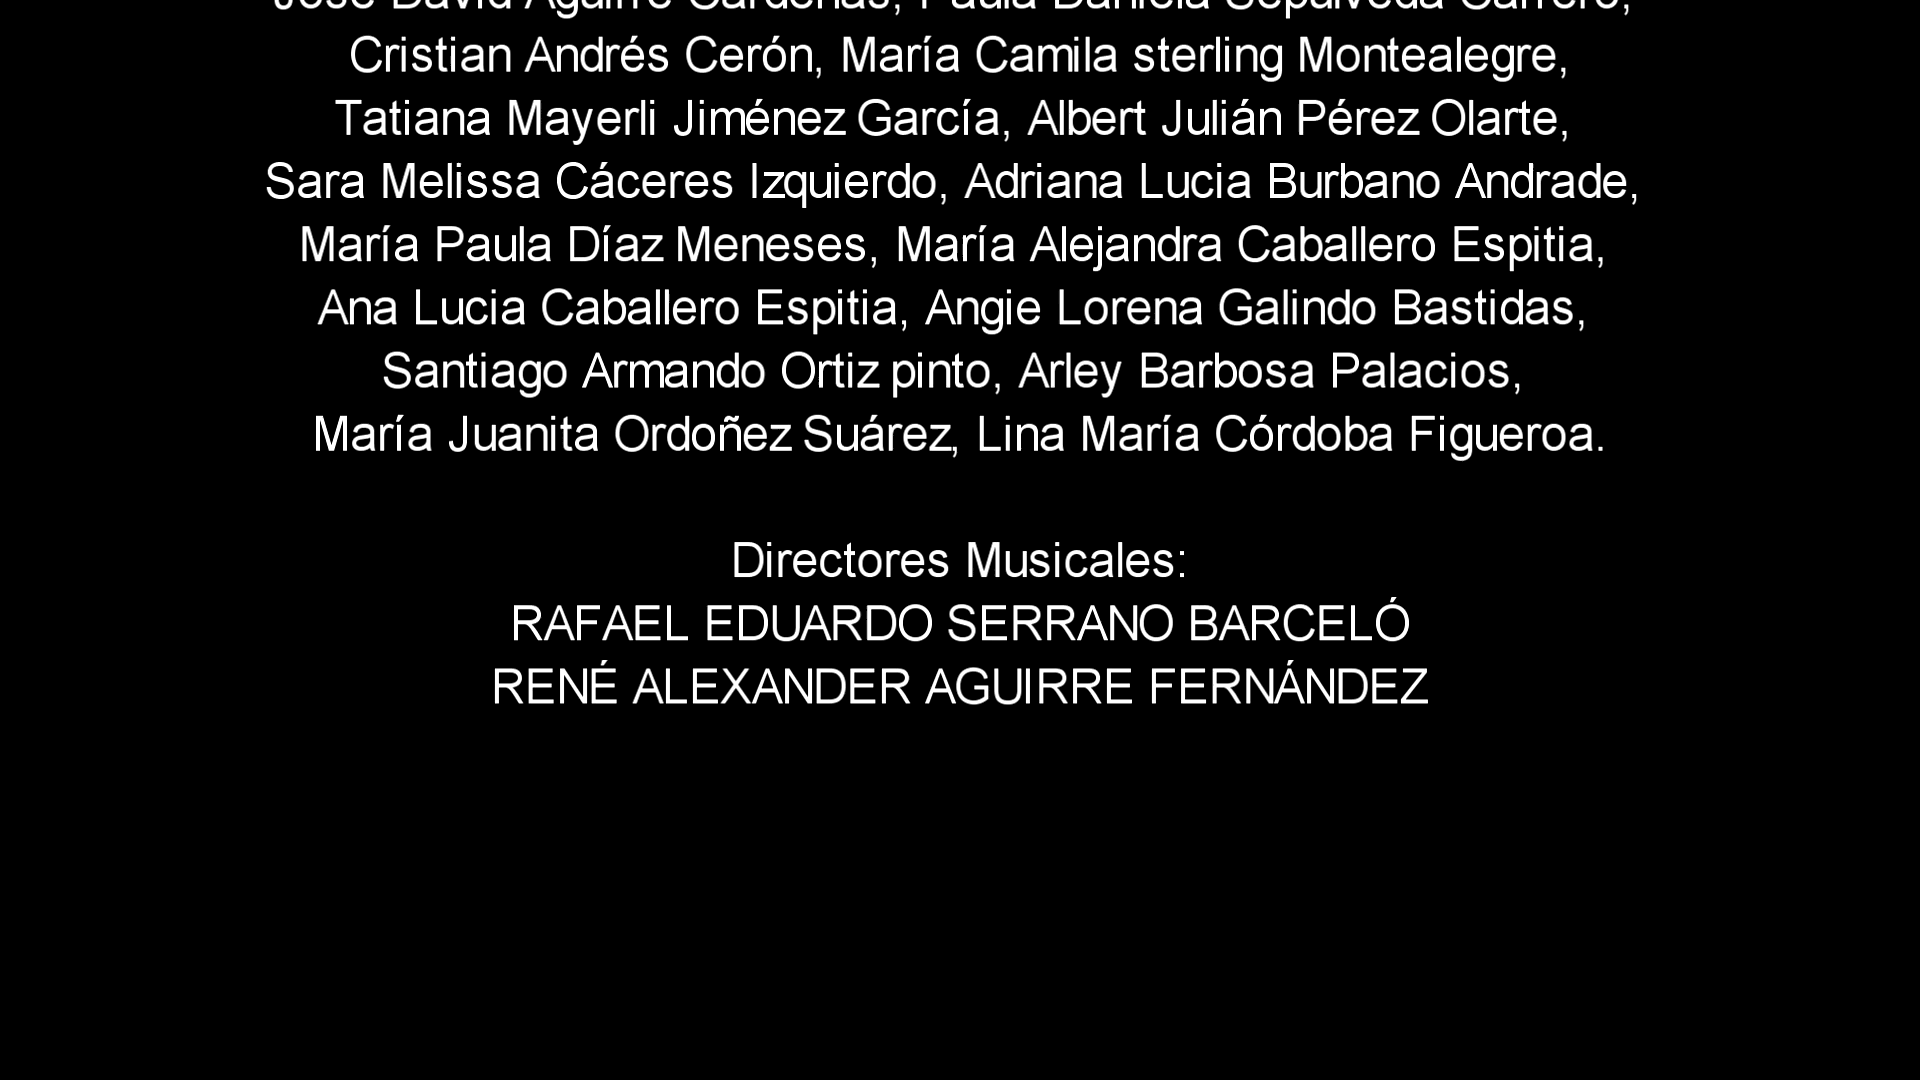 José David Aguirre Cárdenas, Paula Daniela Sepúlveda Carrero,
Cristian Andrés Cerón, María Camila sterling Montealegre,
Tatiana Mayerli Jiménez García, Albert Julián Pérez Olarte,
Sara Melissa Cáceres Izquierdo, Adriana Lucia Burbano Andrade,
María Paula Díaz Meneses, María Alejandra Caballero Espitia,
Ana Lucia Caballero Espitia, Angie Lorena Galindo Bastidas,
Santiago Armando Ortiz pinto, Arley Barbosa Palacios,
María Juanita Ordoñez Suárez, Lina María Córdoba Figueroa.
Directores Musicales:
RAFAEL EDUARDO SERRANO BARCELÓ
RENÉ ALEXANDER AGUIRRE FERNÁNDEZ